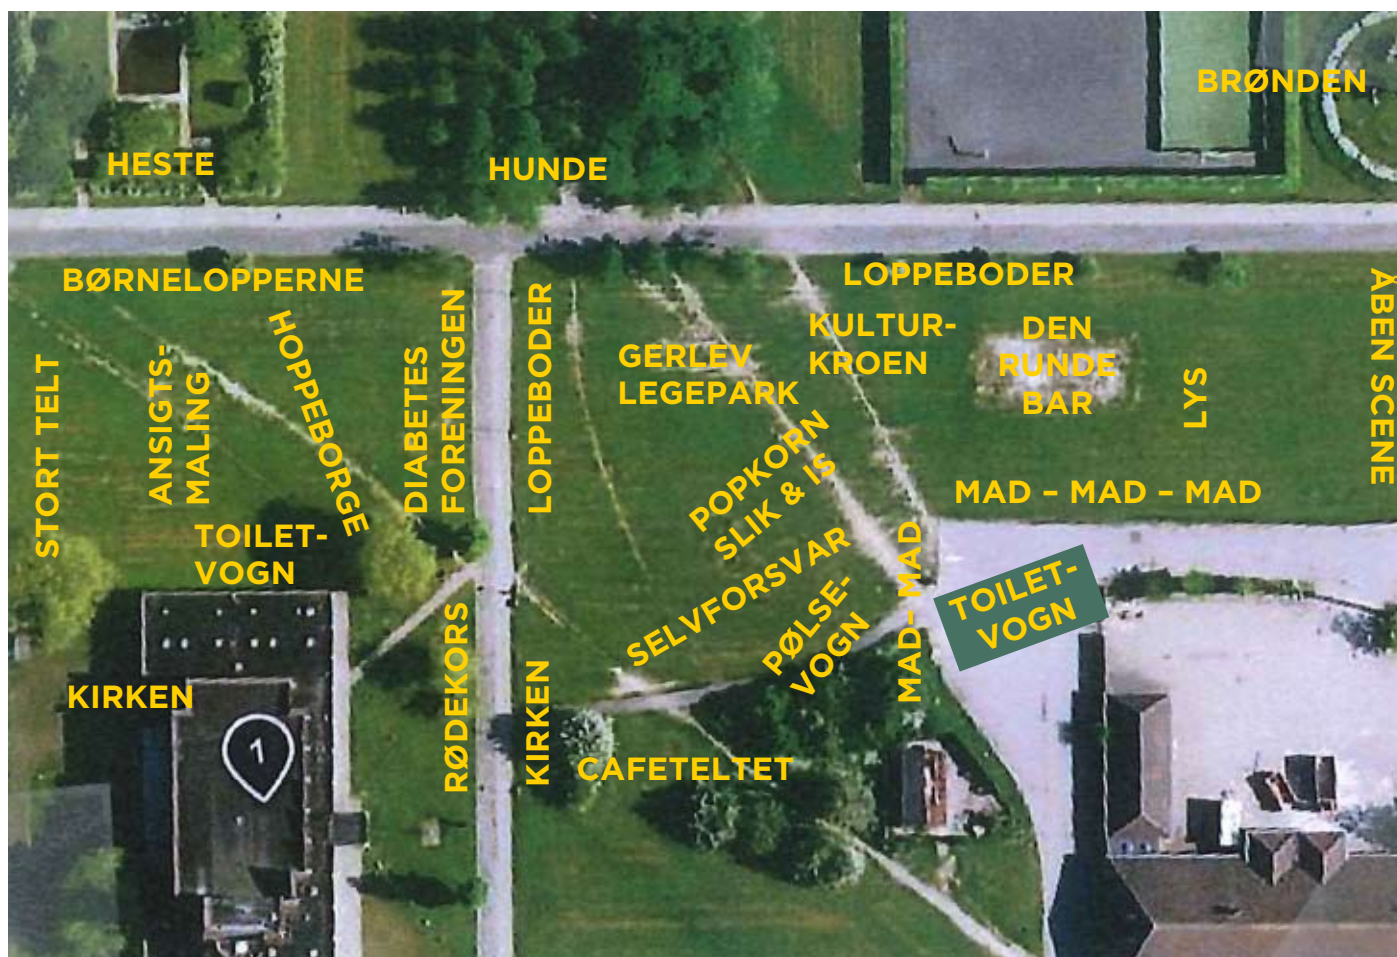 BRØNDEN
HESTE
HUNDE
BØRNELOPPERNE
LOPPEBODER
ÅBEN SCENE
HOPPEBORGE
DIABETES
FORENINGEN
LOPPEBODER
KULTUR-
KROEN
DEN
RUNDE
BAR
GERLEV
LEGEPARK
STORT TELT
ANSIGTS-
MALING
LYS
POPKORN
SLIK & IS
MAD – MAD – MAD
TOILET-
VOGN
SELVFORSVAR
PØLSE-
VOGN
MAD- MAD
TOILET-
VOGN
RØDEKORS
KIRKEN
KIRKEN
1
CAFETELTET